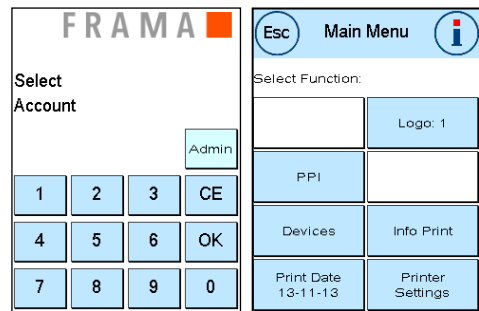 FRAMA
Select
Account
Admin
1 2 3 CE
4 5 6 OK
7 8 9 0
Esc Main Menu i
Select Function:
Logo: 1
PPI
Devices Info Print
Print Date
13-11-13
Printer
Settings